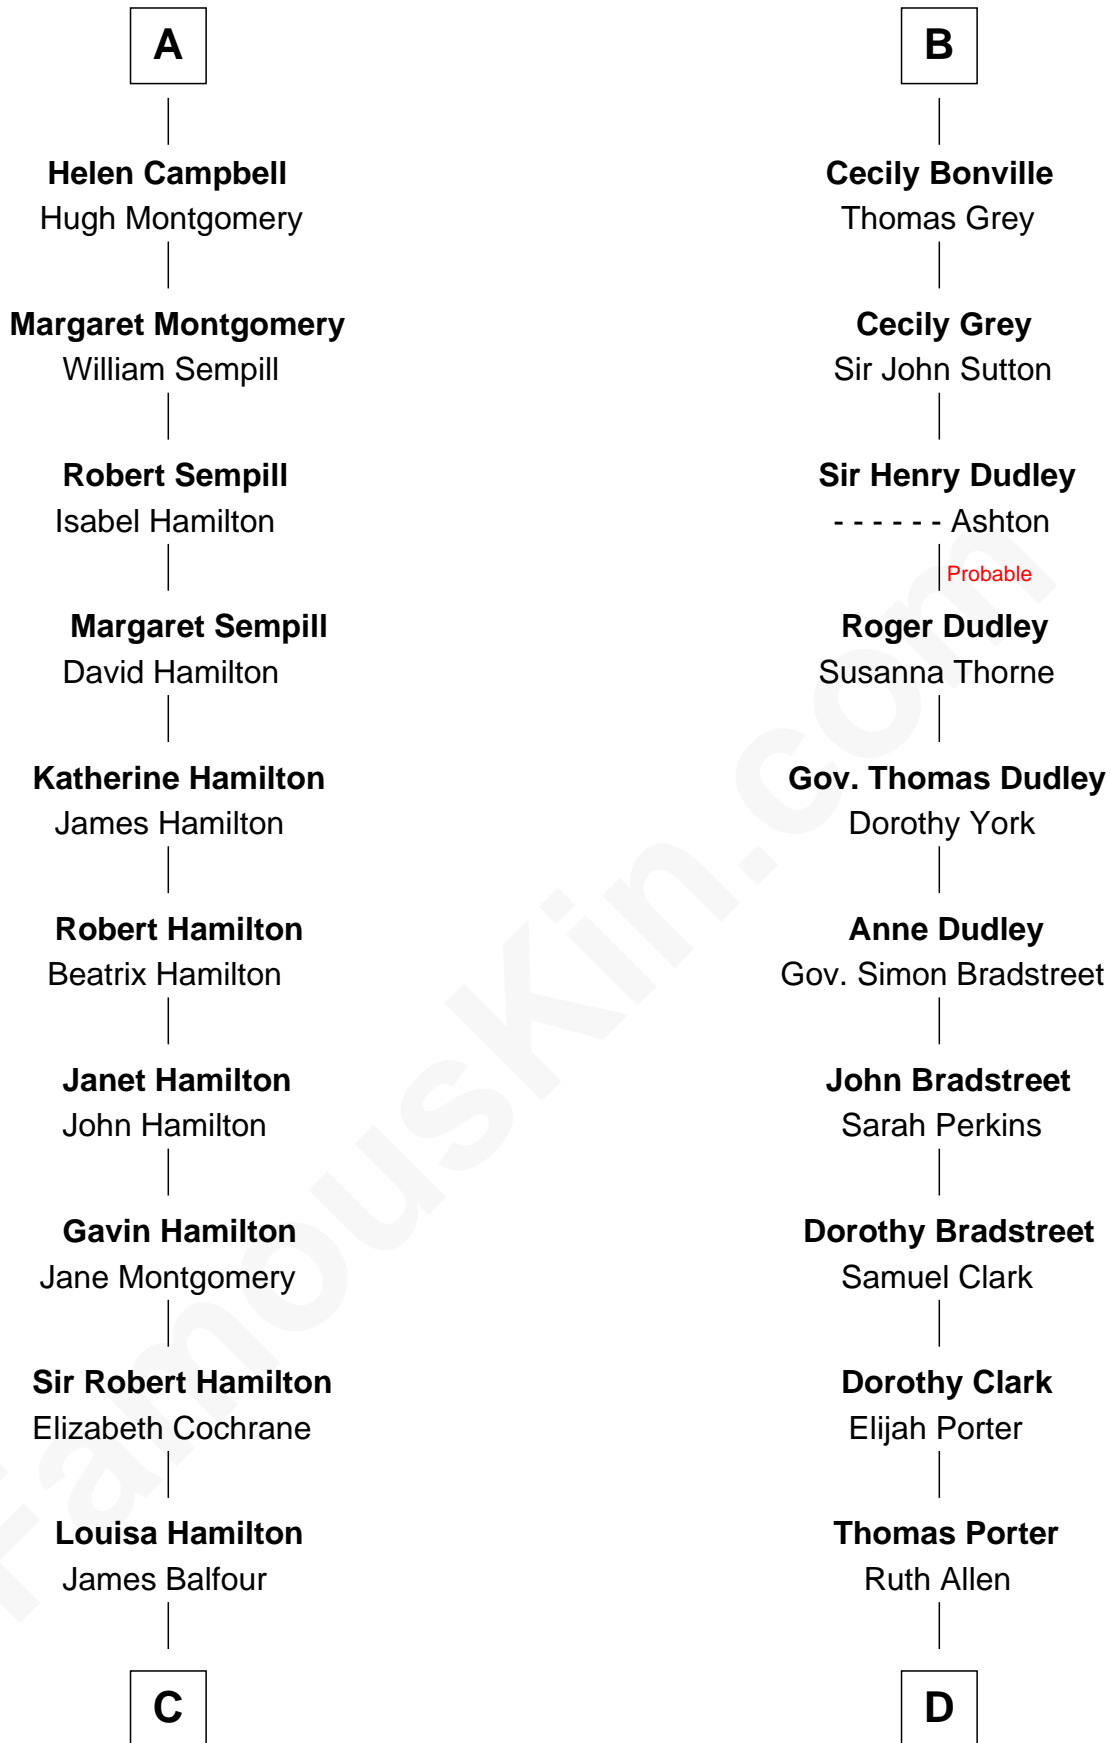 A
Helen Campbell
Hugh Montgomery
Margaret Montgomery
William Sempill
Robert Sempill
Isabel Hamilton
Margaret Sempill
David Hamilton
Katherine Hamilton
James Hamilton
Robert Hamilton
Beatrix Hamilton
Janet Hamilton
John Hamilton
Gavin Hamilton
Jane Montgomery
Sir Robert Hamilton
Elizabeth Cochrane
Louisa Hamilton
James Balfour
C
B
Cecily Bonville
Thomas Grey
Cecily Grey
Sir John Sutton
Sir Henry Dudley
- - - - - - Ashton
Probable
Roger Dudley
Susanna Thorne
Gov. Thomas Dudley
Dorothy York
Anne Dudley
Gov. Simon Bradstreet
John Bradstreet
Sarah Perkins
Dorothy Bradstreet
Samuel Clark
Dorothy Clark
Elijah Porter
Thomas Porter
Ruth Allen
D
FamousKin.com